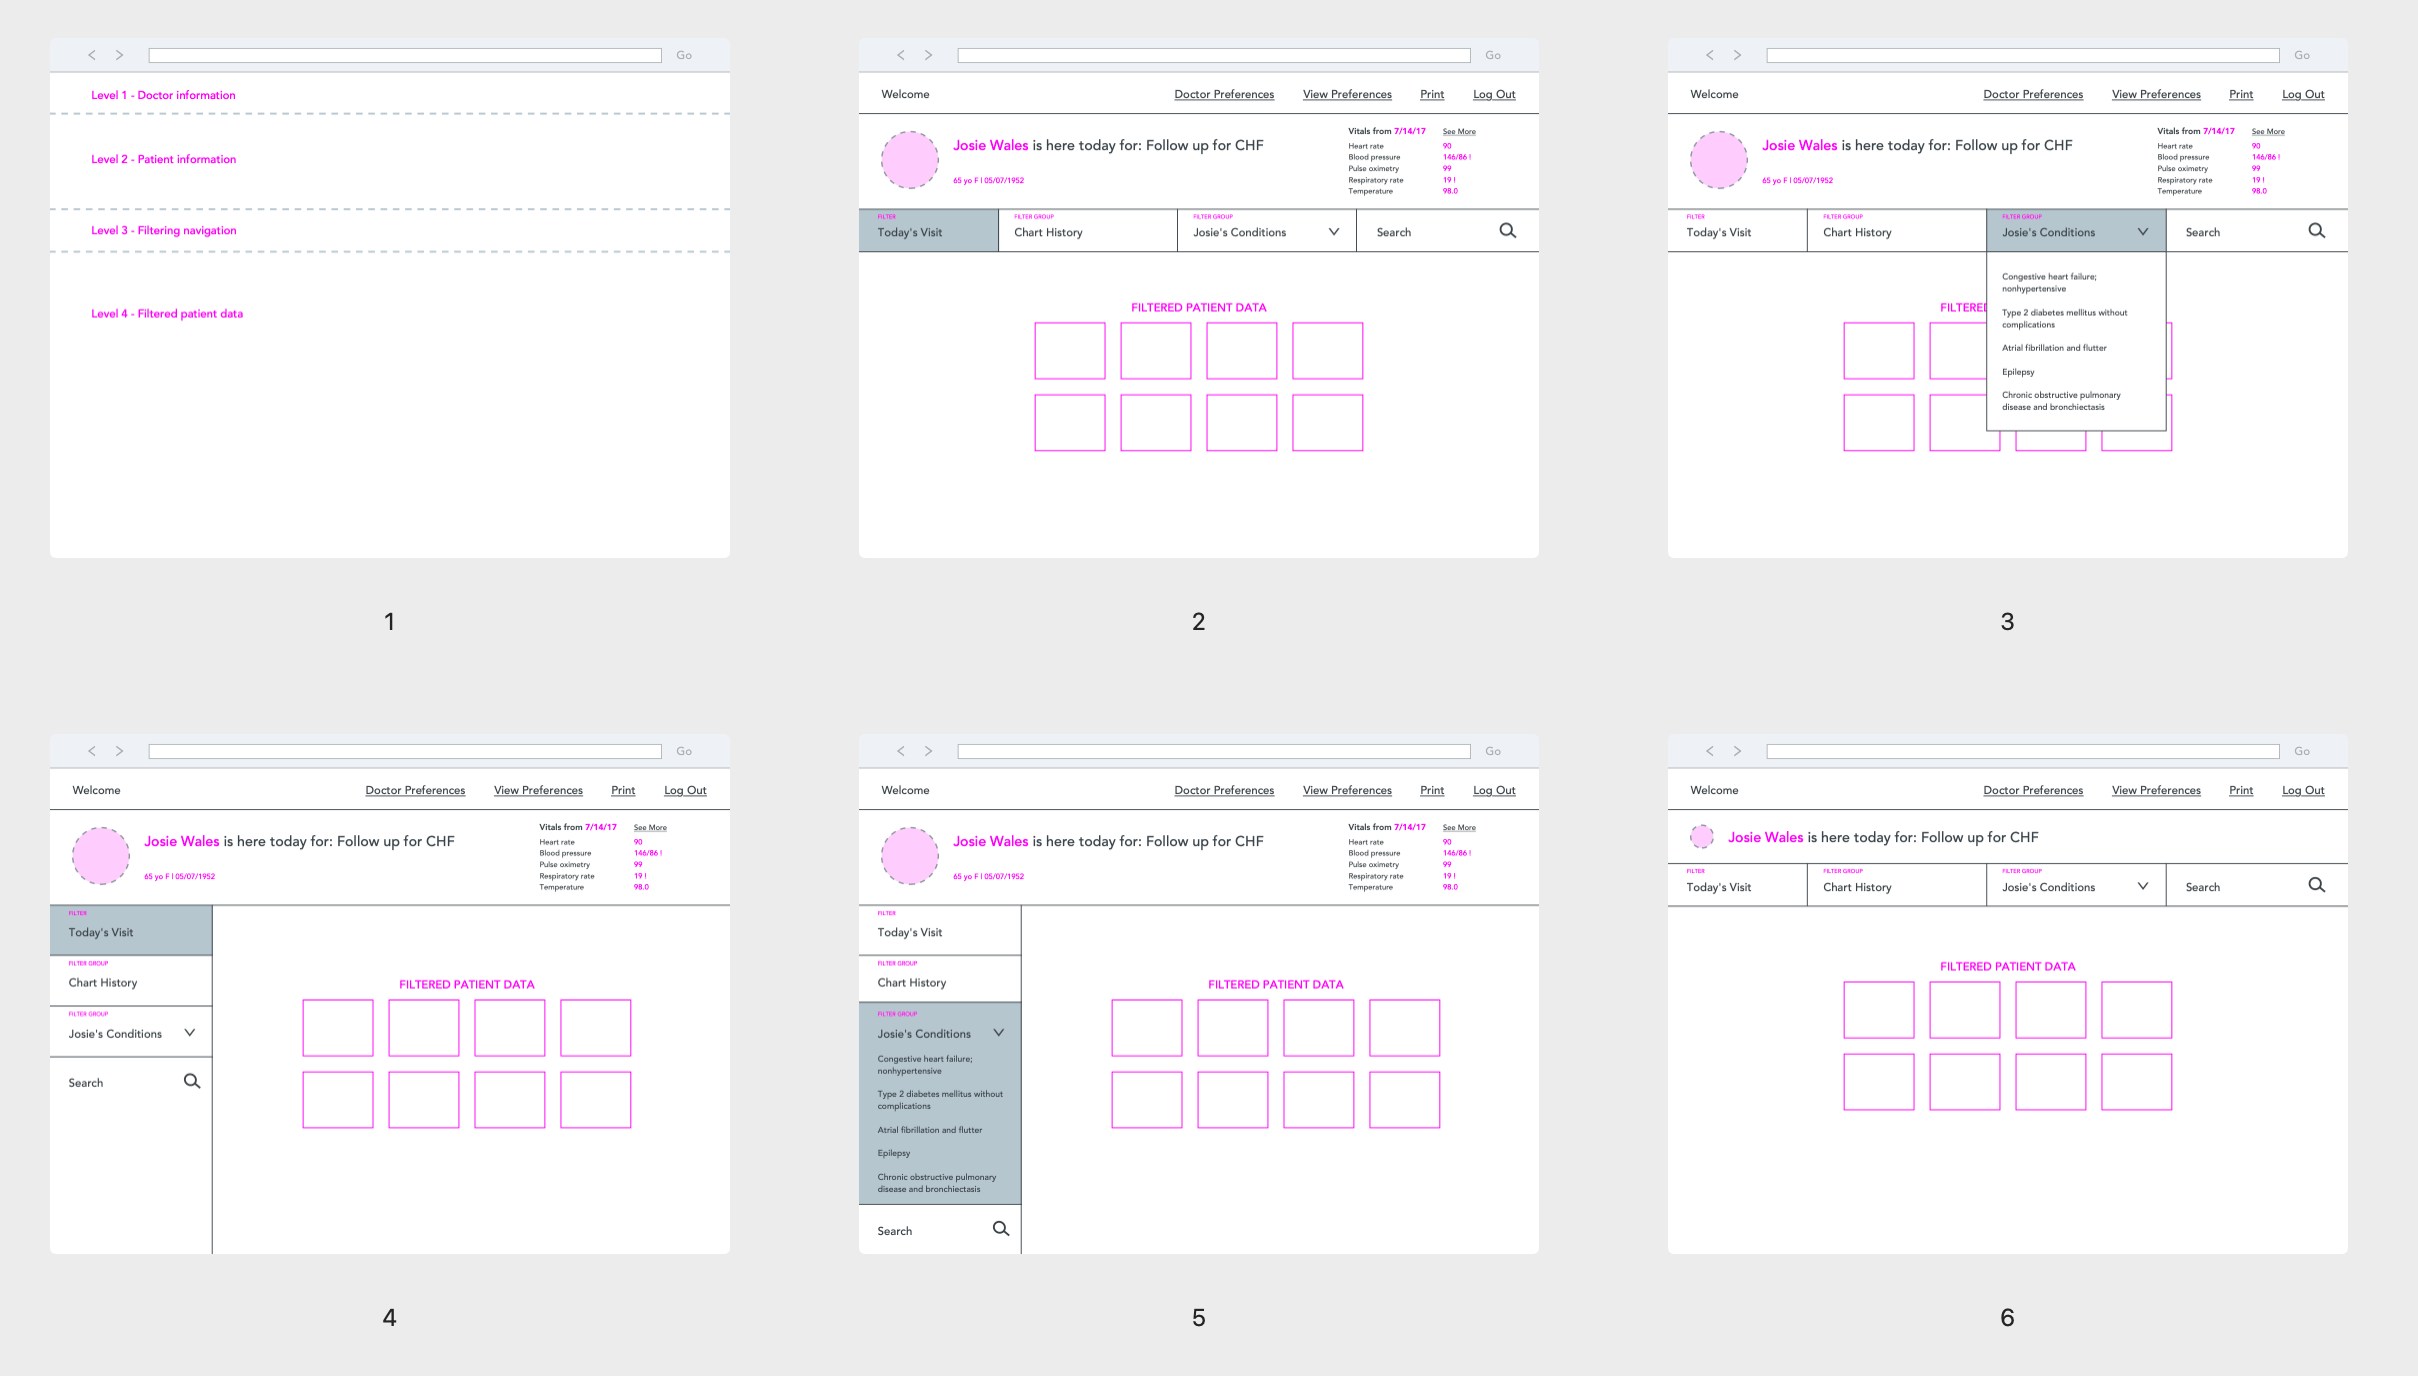 Go
Level 1 - Doctor information
Level 2 - Patient information
Level 3 - Filtering navigation
Level 4 - Filtered patient data
1
Go
Welcome Doctor Preferences View Preferences Print Log Out
Josie Wales is here today for: Follow up for CHF
65 yo F | 05/07/1952
Vitals from 7/14/17 See More
Heart rate 90
Blood pressure 146/86 !
Pulse oximetry 99
Respiratory rate 19 !
Temperature 98.0
FILTER FILTER GROUP FILTER GROUP
Today's Visit Chart History Josie's Conditions Search
FILTERED PATIENT DATA
2
Go
Welcome Doctor Preferences View Preferences Print Log Out
Josie Wales is here today for: Follow up for CHF
65 yo F | 05/07/1952
Vitals from 7/14/17 See More
Heart rate 90
Blood pressure 146/86 !
Pulse oximetry 99
Respiratory rate 19 !
Temperature 98.0
FILTER FILTER GROUP FILTER GROUP
Today's Visit Chart History Josie's Conditions Search
FILTERE
Congestive heart failure;
nonhypertensive
Type 2 diabetes mellitus without
complications
Atrial fibrillation and flutter
Epilepsy
Chronic obstructive pulmonary
disease and bronchiectasis
3
Go
Welcome Doctor Preferences View Preferences Print Log Out
Josie Wales is here today for: Follow up for CHF
65 yo F | 05/07/1952
Vitals from 7/14/17 See More
Heart rate 90
Blood pressure 146/86 !
Pulse oximetry 99
Respiratory rate 19 !
Temperature 98.0
FILTER
Today's Visit
FILTER GROUP
Chart History
FILTER GROUP
Josie's Conditions
Search
FILTERED PATIENT DATA
4
Go
Welcome Doctor Preferences View Preferences Print Log Out
Josie Wales is here today for: Follow up for CHF
65 yo F | 05/07/1952
Vitals from 7/14/17 See More
Heart rate 90
Blood pressure 146/86 !
Pulse oximetry 99
Respiratory rate 19 !
Temperature 98.0
FILTER
Today's Visit
FILTER GROUP
Chart History
FILTER GROUP
Josie's Conditions
Congestive heart failure;
nonhypertensive
Type 2 diabetes mellitus without
complications
Atrial fibrillation and flutter
Epilepsy
Chronic obstructive pulmonary
disease and bronchiectasis
Search
FILTERED PATIENT DATA
5
Go
Welcome Doctor Preferences View Preferences Print Log Out
Josie Wales is here today for: Follow up for CHF
FILTER FILTER GROUP FILTER GROUP
Today's Visit Chart History Josie's Conditions Search
FILTERED PATIENT DATA
6